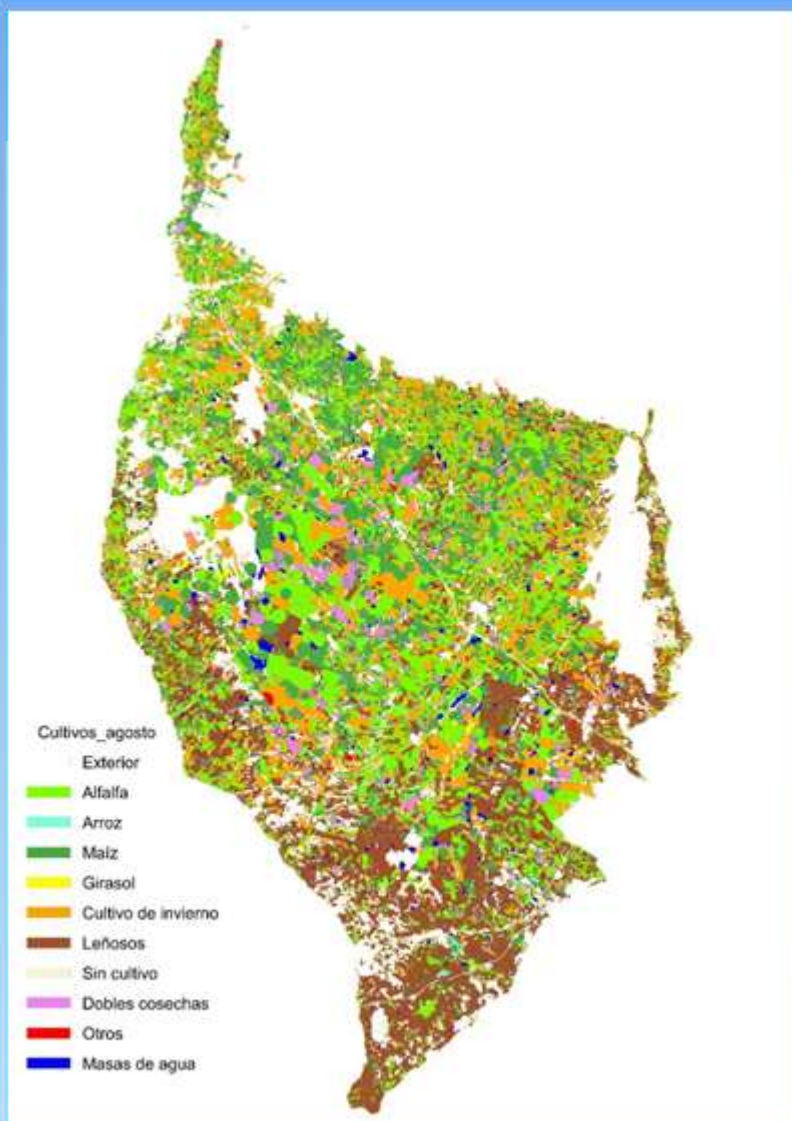 Cultivos_agosto
Exterior
Alfalfa
Arroz
Maíz
Girasol
Cultivo de invierno
Leñosos
Sin cultivo
Dobles cosechas
Otros
Masas de agua